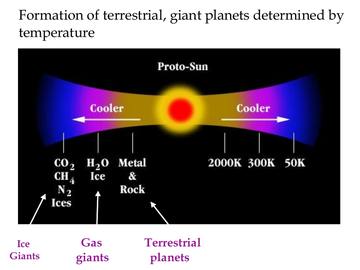 Formation of terrestrial, giant planets determined by
temperature
Proto-Sun
Cooler
Cooler
CO₂ H₂O Metal
CH₄ Ice &
N₂ Rock
Ices
2000K 300K 50K
Ice
Giants
Gas
giants
Terrestrial
planets